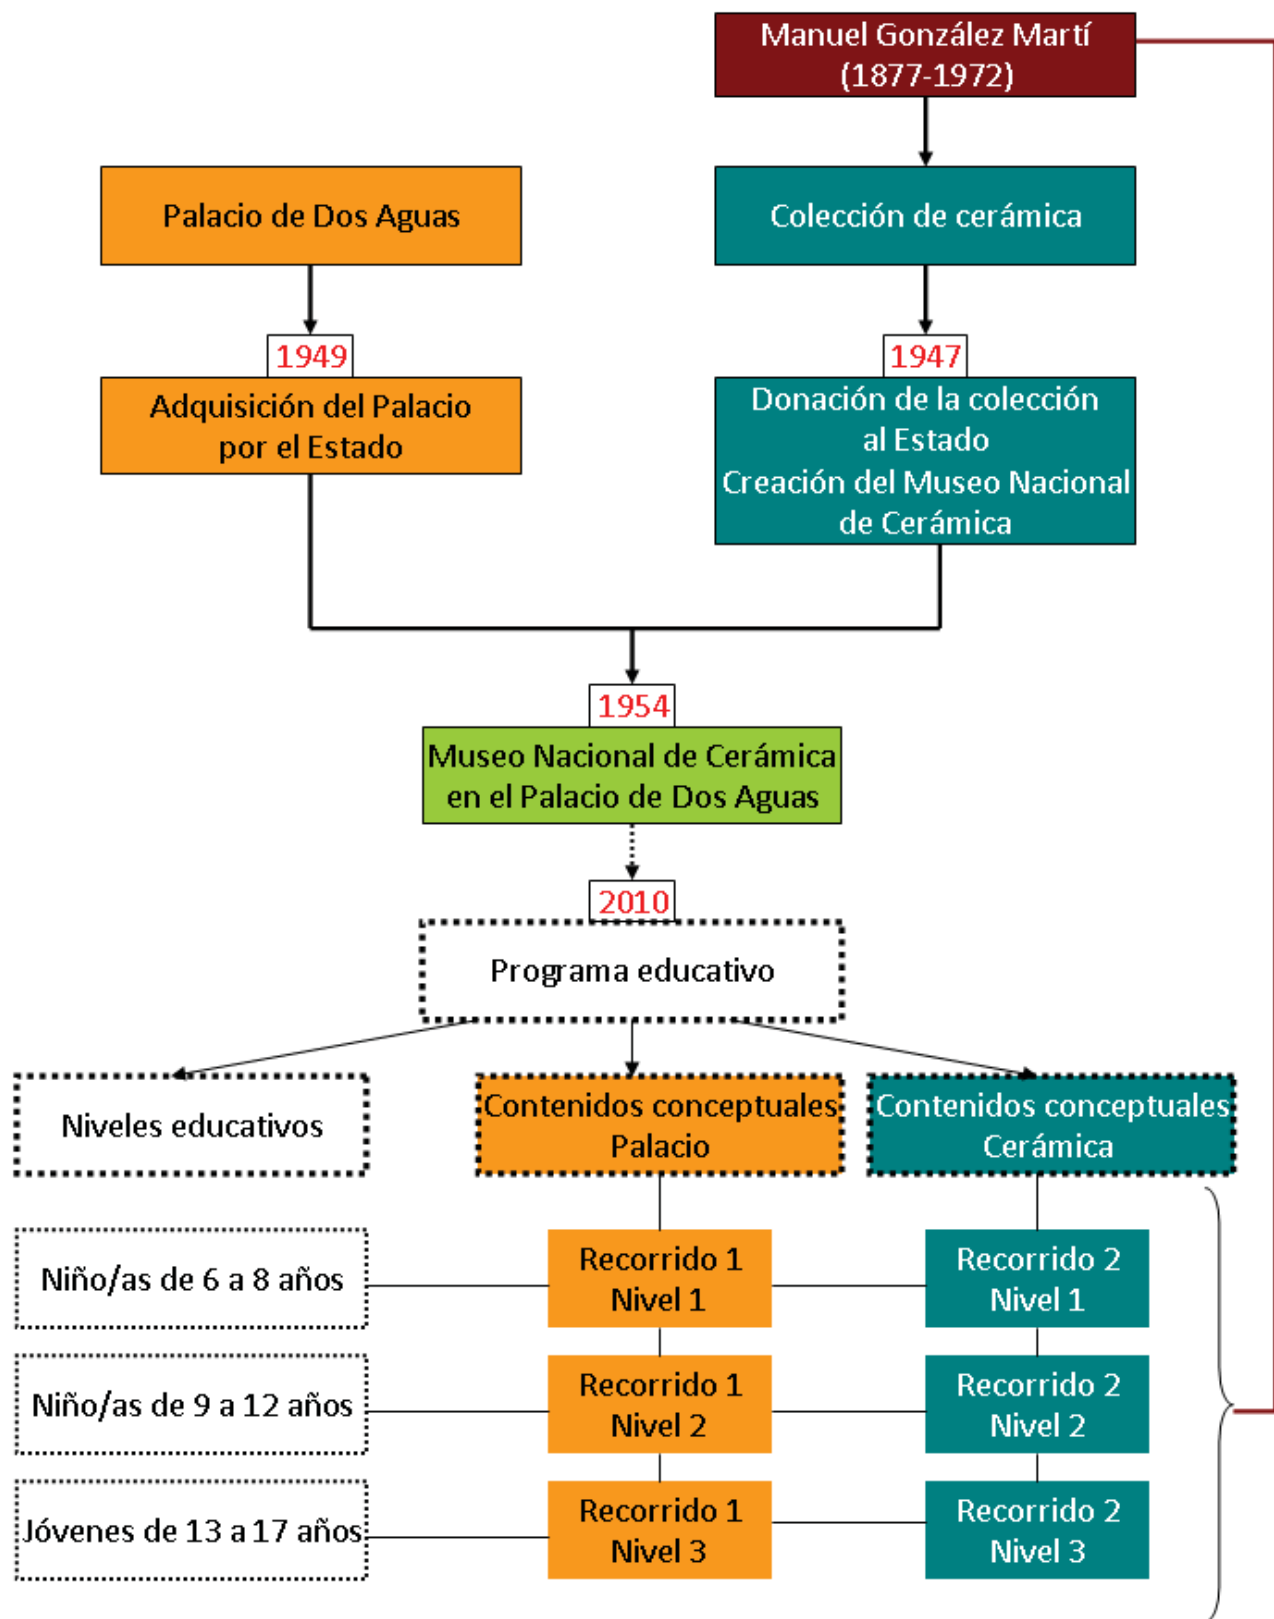 Manuel González Martí
(1877-1972)
Palacio de Dos Aguas
Colección de cerámica
1949
Adquisición del Palacio
por el Estado
1947
Donación de la colección
al Estado
Creación del Museo Nacional
de Cerámica
1954
Museo Nacional de Cerámica
en el Palacio de Dos Aguas
2010
Programa educativo
Niveles educativos
Contenidos conceptuales
Palacio
Contenidos conceptuales
Cerámica
Niño/as de 6 a 8 años
Recorrido 1
Nivel 1
Recorrido 2
Nivel 1
Niño/as de 9 a 12 años
Recorrido 1
Nivel 2
Recorrido 2
Nivel 2
Jóvenes de 13 a 17 años
Recorrido 1
Nivel 3
Recorrido 2
Nivel 3